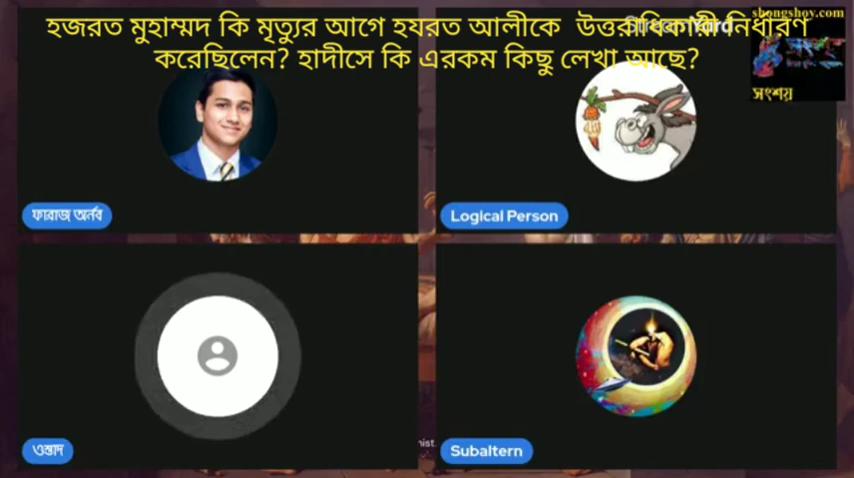 shongshoy.com
হজরত মুহাম্মদ কি মৃত্যুর আগে হযরত আলীকে উত্তরাধিকারী নির্ধারণ
করেছিলেন? হাদীসে কি এরকম কিছু লেখা আছে?
সংশয়
ফারাজ অর্নব
Logical Person
ওস্তাদ
Subaltern